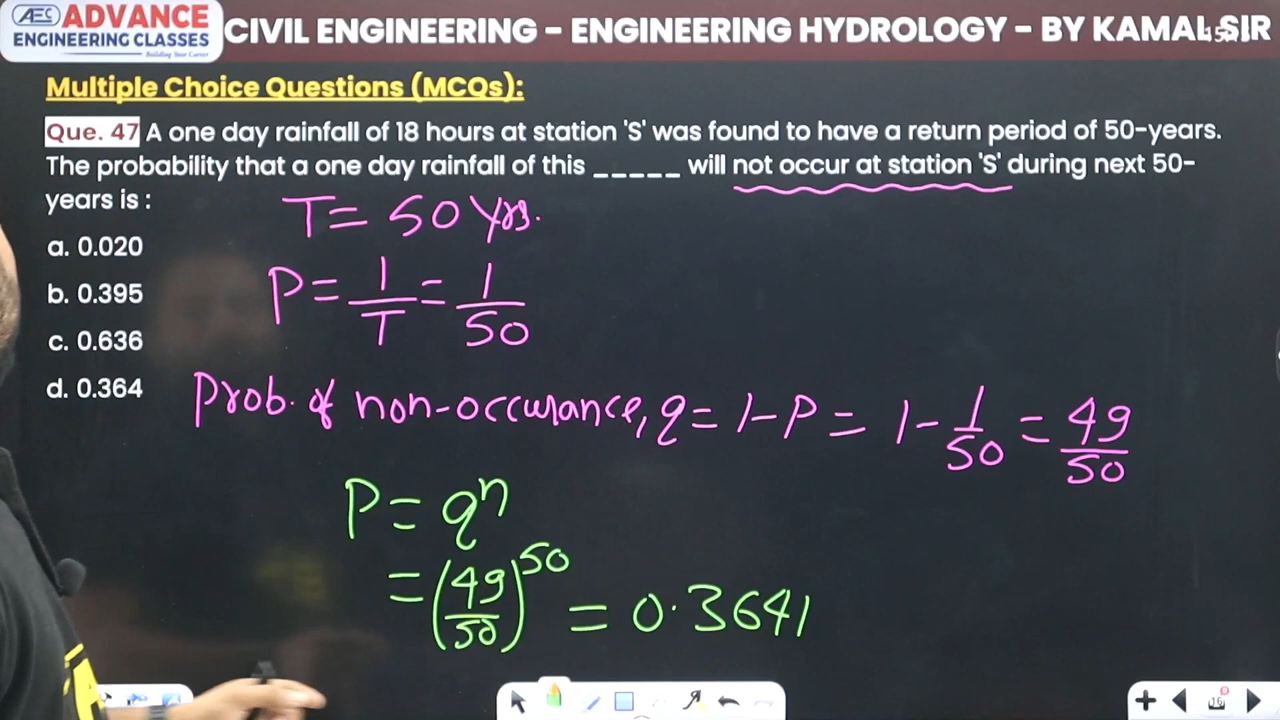 AEC ADVANCE
ENGINEERING CLASSES
Building Your Career
CIVIL ENGINEERING - ENGINEERING HYDROLOGY - BY KAMAL SIR
Multiple Choice Questions (MCQs):
Que. 47 A one day rainfall of 18 hours at station 'S' was found to have a return period of 50-years.
The probability that a one day rainfall of this _____ will not occur at station 'S' during next 50-
years is :
T = 50 Yrs.
a. 0.020
P = 1/T = 1/50
b. 0.395
c. 0.636
d. 0.364
Prob. of non-occurance, q = 1 - P = 1 - 1/50 = 49/50
P = qⁿ
= (49/50)⁵⁰ = 0.3641